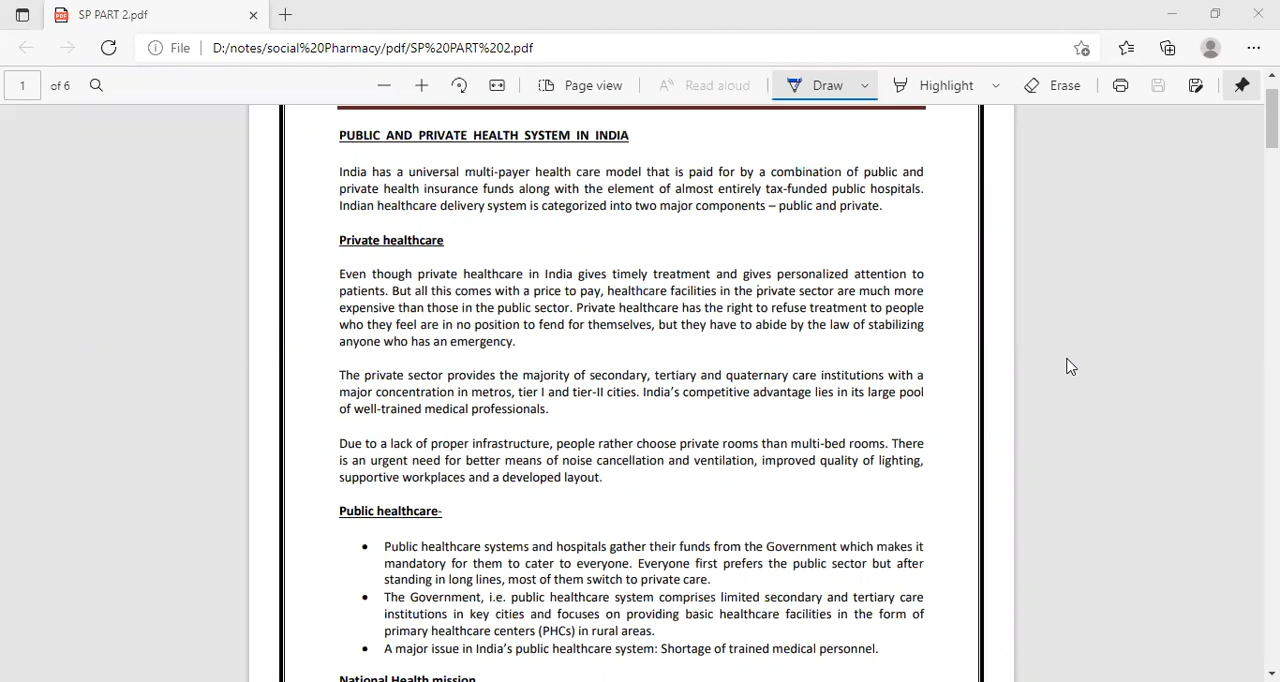 SP PART 2.pdf
File D:/notes/social%20Pharmacy/pdf/SP%20PART%202.pdf
1 of 6 Page view Read aloud Draw Highlight Erase
PUBLIC AND PRIVATE HEALTH SYSTEM IN INDIA
India has a universal multi-payer health care model that is paid for by a combination of public and
private health insurance funds along with the element of almost entirely tax-funded public hospitals.
Indian healthcare delivery system is categorized into two major components – public and private.
Private healthcare
Even though private healthcare in India gives timely treatment and gives personalized attention to
patients. But all this comes with a price to pay, healthcare facilities in the private sector are much more
expensive than those in the public sector. Private healthcare has the right to refuse treatment to people
who they feel are in no position to fend for themselves, but they have to abide by the law of stabilizing
anyone who has an emergency.
The private sector provides the majority of secondary, tertiary and quaternary care institutions with a
major concentration in metros, tier I and tier-II cities. India's competitive advantage lies in its large pool
of well-trained medical professionals.
Due to a lack of proper infrastructure, people rather choose private rooms than multi-bed rooms. There
is an urgent need for better means of noise cancellation and ventilation, improved quality of lighting,
supportive workplaces and a developed layout.
Public healthcare-
• Public healthcare systems and hospitals gather their funds from the Government which makes it
mandatory for them to cater to everyone. Everyone first prefers the public sector but after
standing in long lines, most of them switch to private care.
• The Government, i.e. public healthcare system comprises limited secondary and tertiary care
institutions in key cities and focuses on providing basic healthcare facilities in the form of
primary healthcare centers (PHCs) in rural areas.
• A major issue in India's public healthcare system: Shortage of trained medical personnel.
National Health mission